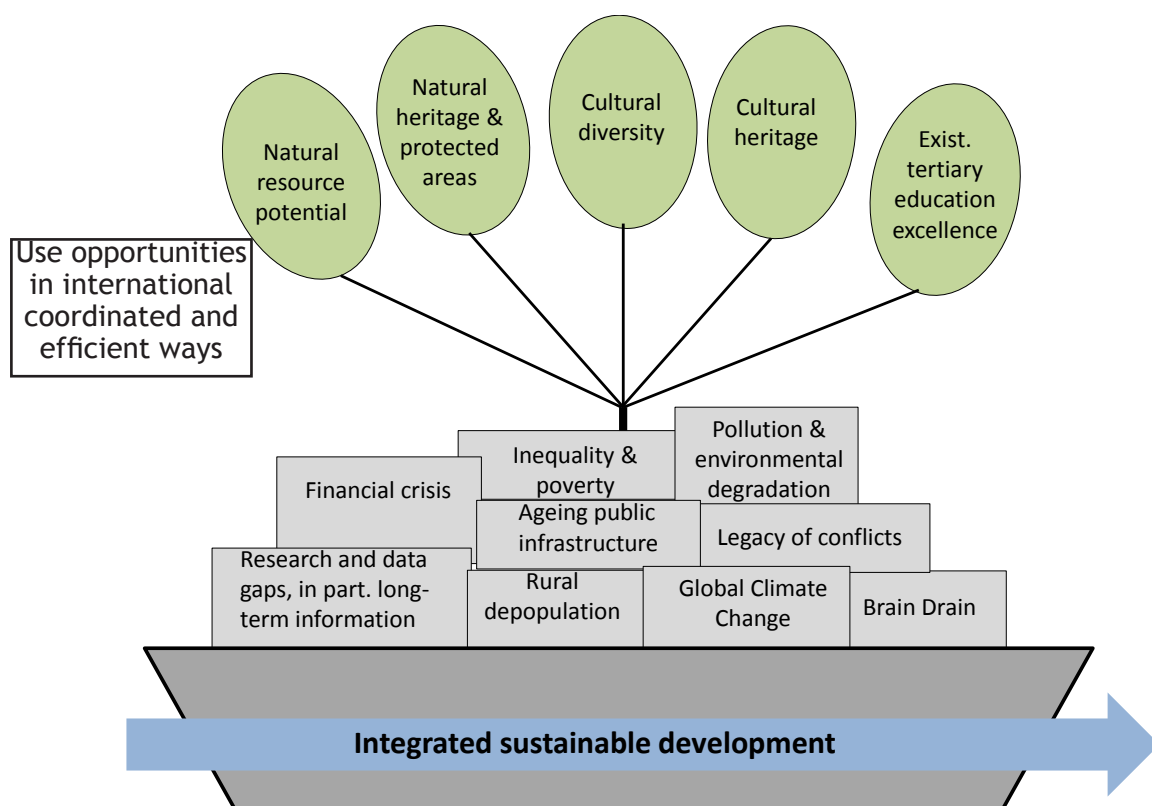 Natural
resource
potential
Natural
heritage &
protected
areas
Cultural
diversity
Cultural
heritage
Exist.
tertiary
education
excellence
Use opportunities
in international
coordinated and
efficient ways
Financial crisis
Inequality &
poverty
Pollution &
environmental
degradation
Ageing public
infrastructure
Legacy of conflicts
Research and data
gaps, in part. long-
term information
Rural
depopulation
Global Climate
Change
Brain Drain
Integrated sustainable development